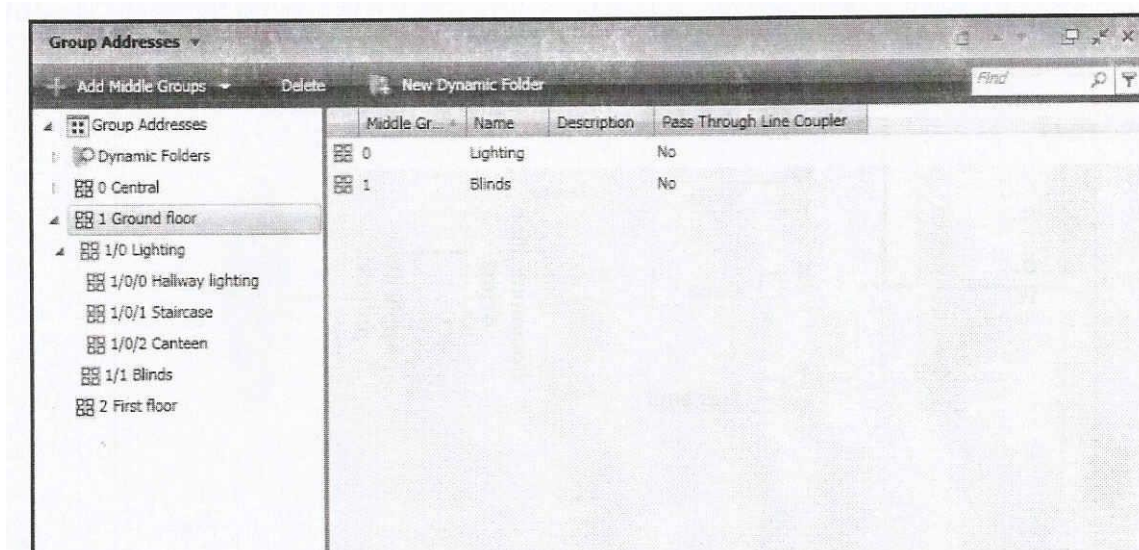 Group Addresses
Add Middle Groups Delete New Dynamic Folder Find
Group Addresses
Dynamic Folders
0 Central
1 Ground floor
1/0 Lighting
1/0/0 Hallway lighting
1/0/1 Staircase
1/0/2 Canteen
1/1 Blinds
2 First floor
Middle Gr... Name Description Pass Through Line Coupler
0 Lighting No
1 Blinds No